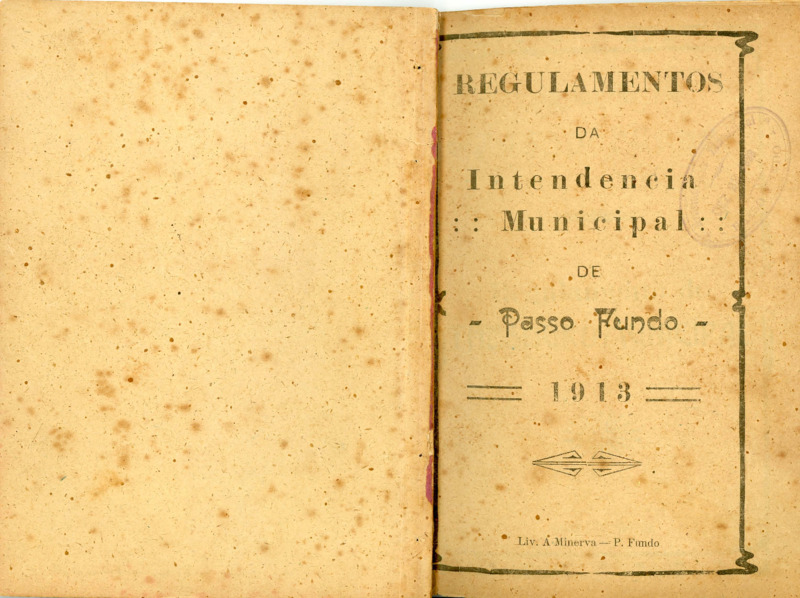 REGULAMENTOS
DA
Intendencia
:: Municipal ::
DE
- Passo Fundo -
1913
Liv. A Minerva — P. Fundo